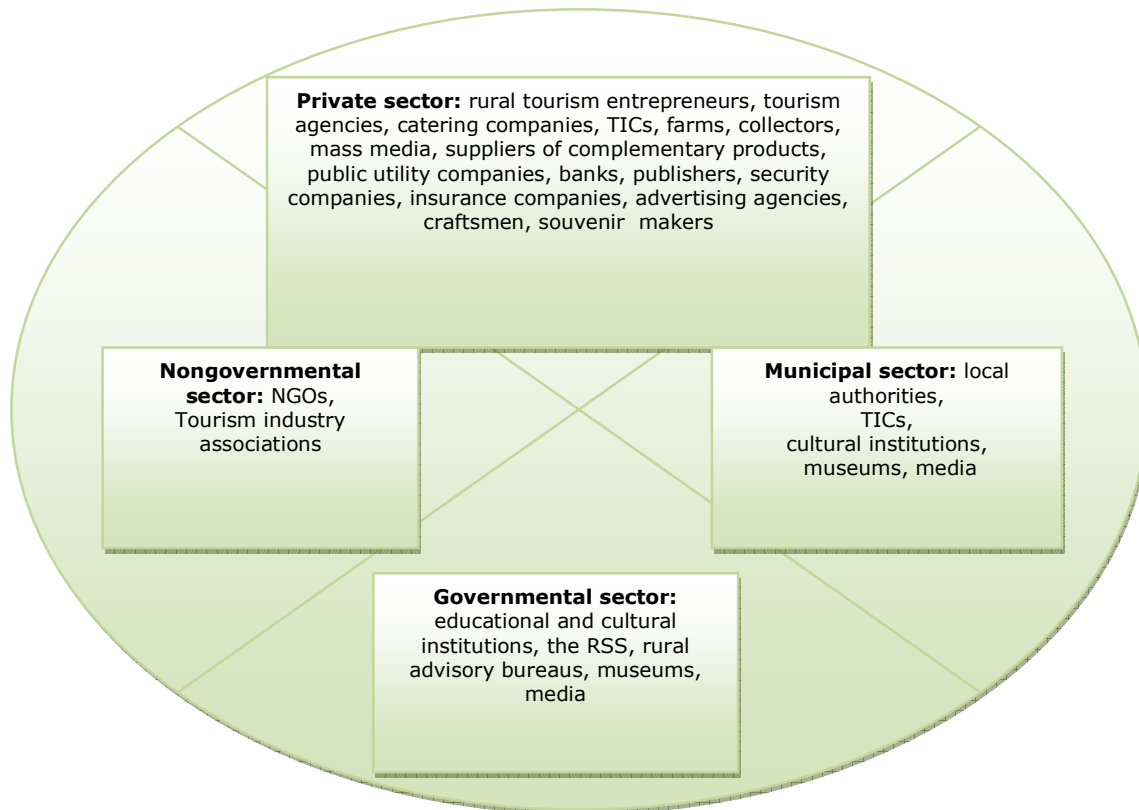 Private sector: rural tourism entrepreneurs, tourism
agencies, catering companies, TICs, farms, collectors,
mass media, suppliers of complementary products,
public utility companies, banks, publishers, security
companies, insurance companies, advertising agencies,
craftsmen, souvenir makers
Nongovernmental
sector: NGOs,
Tourism industry
associations
Municipal sector: local
authorities,
TICs,
cultural institutions,
museums, media
Governmental sector:
educational and cultural
institutions, the RSS, rural
advisory bureaus, museums,
media